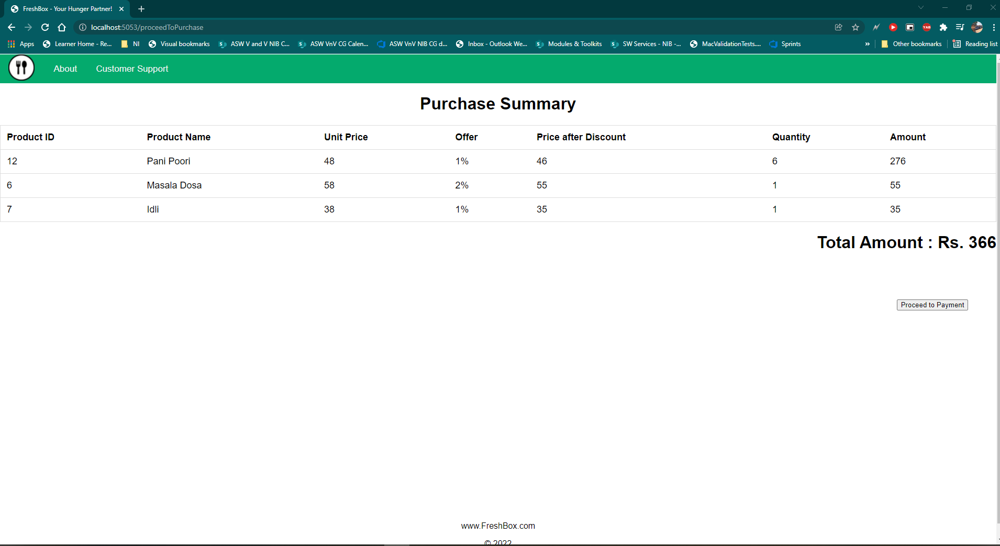 FreshBox - Your Hunger Partner!
localhost:5053/proceedToPurchase
Apps Learner Home - Re... NI Visual bookmarks ASW V and V NIB C... ASW VnV CG Calen... ASW VnV NIB CG d... Inbox - Outlook We... Modules & Toolkits SW Services - NIB -... MacValidationTests.... Sprints » Other bookmarks Reading list
About Customer Support
Purchase Summary
Product ID Product Name Unit Price Offer Price after Discount Quantity Amount
12 Pani Poori 48 1% 46 6 276
6 Masala Dosa 58 2% 55 1 55
7 Idli 38 1% 35 1 35
Total Amount : Rs. 366
Proceed to Payment
www.FreshBox.com
© 2022